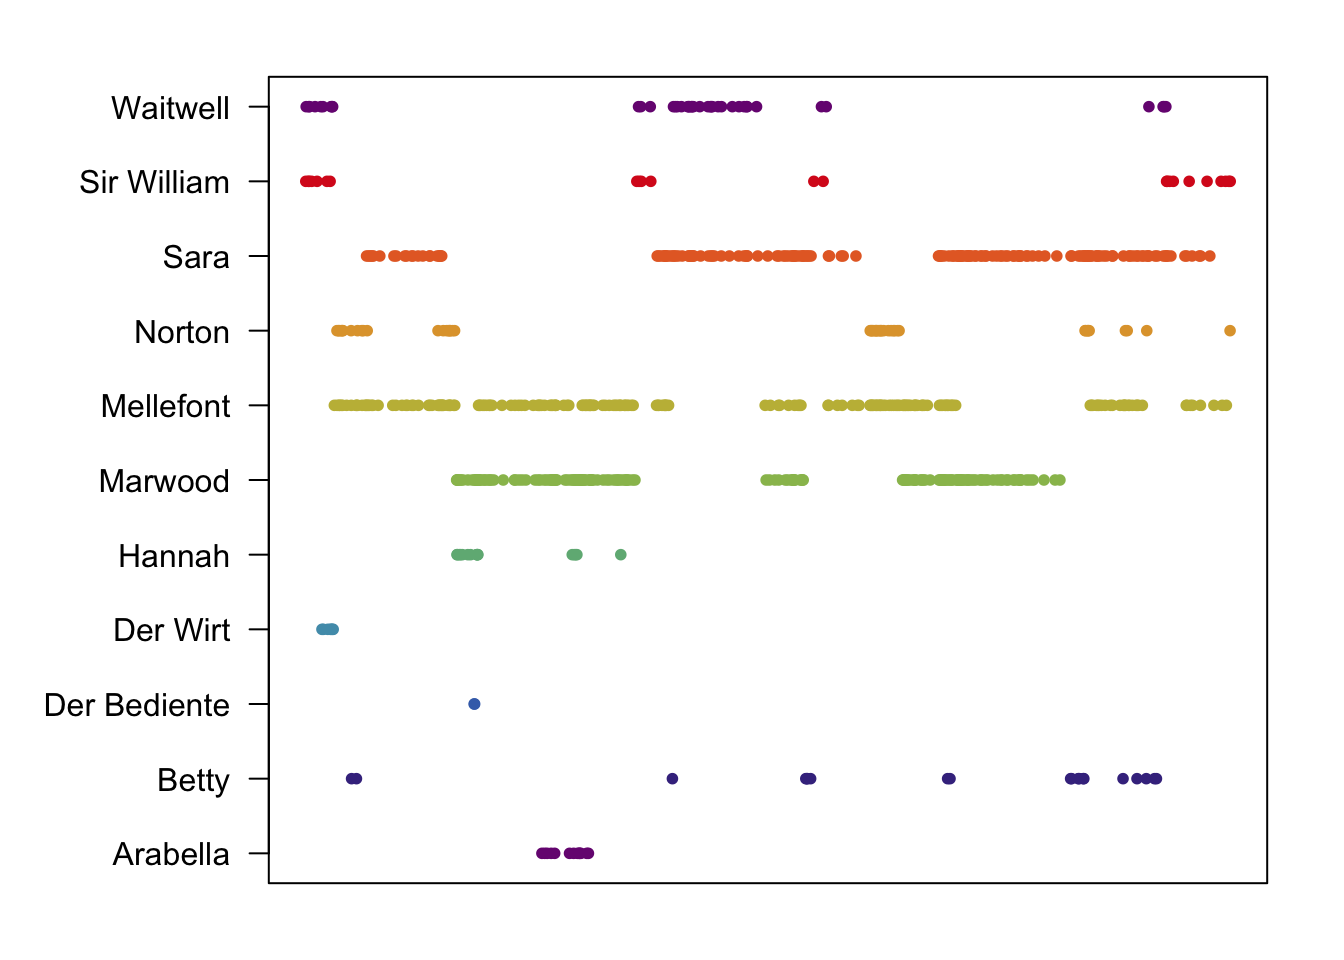 Waitwell
Sir William
Sara
Norton
Mellefont
Marwood
Hannah
Der Wirt
Der Bediente
Betty
Arabella